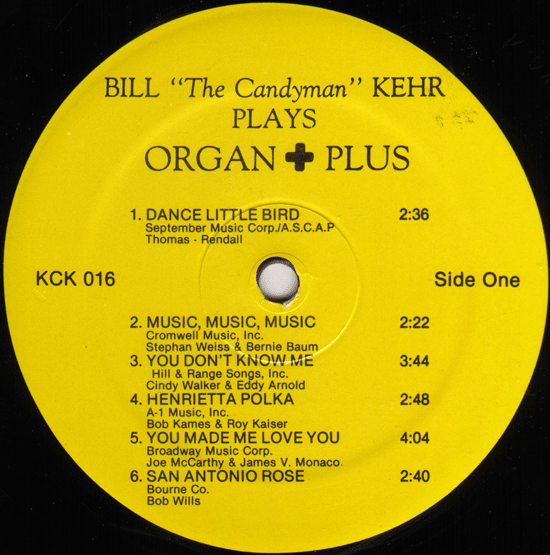 BILL "The Candyman" KEHR
PLAYS
ORGAN + PLUS
1. DANCE LITTLE BIRD 2:36
September Music Corp./A.S.C.A.P
Thomas - Rendall
KCK 016 Side One
2. MUSIC, MUSIC, MUSIC 2:22
Cromwell Music, Inc.
Stephan Weiss & Bernie Baum
3. YOU DON'T KNOW ME 3:44
Hill & Range Songs, Inc.
Cindy Walker & Eddy Arnold
4. HENRIETTA POLKA 2:48
A-1 Music, Inc.
Bob Kames & Roy Kaiser
5. YOU MADE ME LOVE YOU 4:04
Broadway Music Corp.
Joe McCarthy & James V. Monaco
6. SAN ANTONIO ROSE 2:40
Bourne Co.
Bob Wills